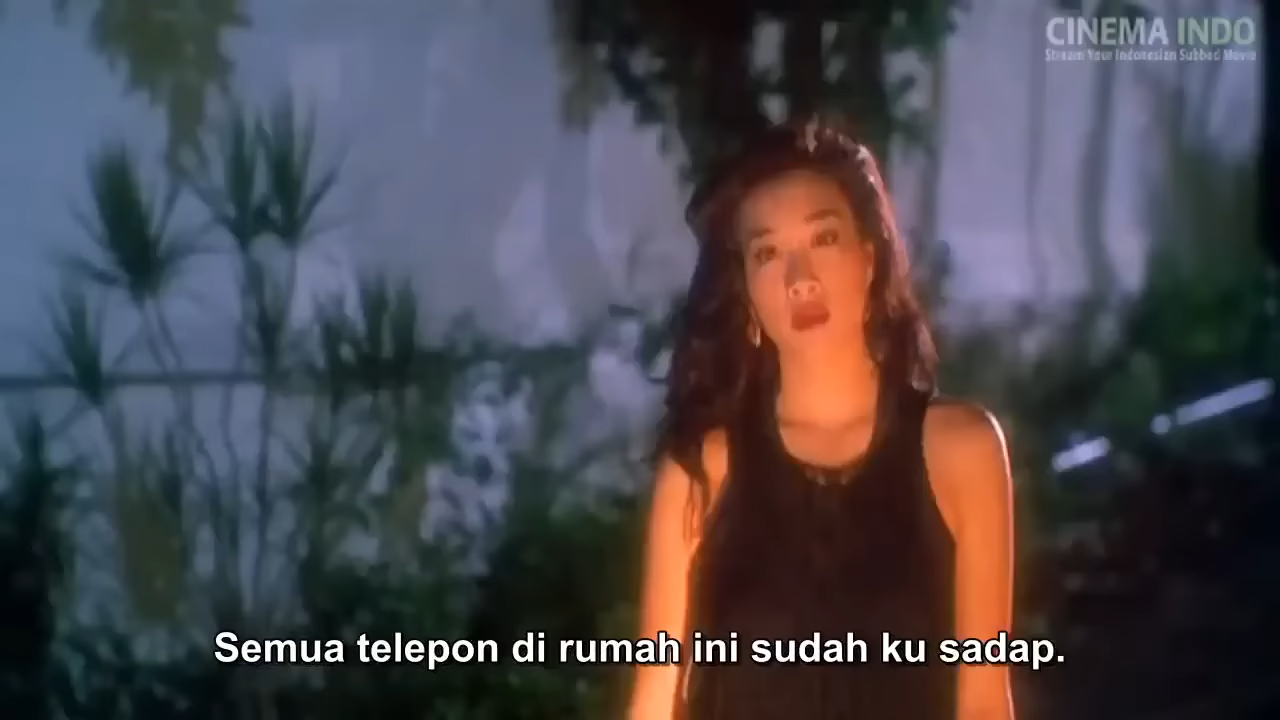 CINEMA INDO
Stream Your Indonesian Subbed Movie
Semua telepon di rumah ini sudah ku sadap.